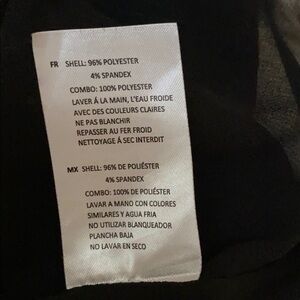 FR SHELL: 96% POLYESTER
4% SPANDEX
COMBO: 100% POLYESTER
LAVER À LA MAIN, L'EAU FROIDE
AVEC DES COULEURS CLAIRES
NE PAS BLANCHIR
REPASSER AU FER FROID
NETTOYAGE À SEC INTERDIT
MX SHELL: 96% DE POLIÉSTER
4% SPANDEX
COMBO: 100% DE POLIÉSTER
LAVAR A MANO CON COLORES
SIMILARES Y AGUA FRIA
NO UTILIZAR BLANQUEADOR
PLANCHA BAJA
NO LAVAR EN SECO